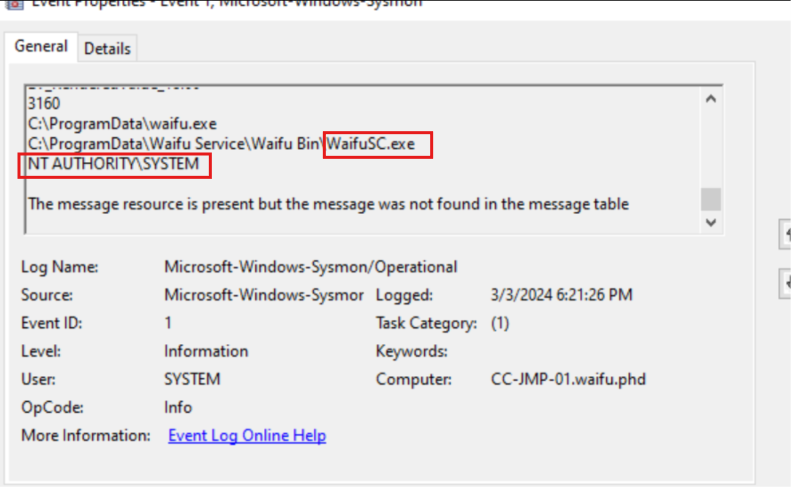 Event Properties - Event 1, Microsoft-Windows-Sysmon
General Details
3160
C:\ProgramData\waifu.exe
C:\ProgramData\Waifu Service\Waifu Bin\WaifuSC.exe
NT AUTHORITY\SYSTEM
The message resource is present but the message was not found in the message table
Log Name: Microsoft-Windows-Sysmon/Operational
Source: Microsoft-Windows-Sysmor Logged: 3/3/2024 6:21:26 PM
Event ID: 1 Task Category: (1)
Level: Information Keywords:
User: SYSTEM Computer: CC-JMP-01.waifu.phd
OpCode: Info
More Information: Event Log Online Help